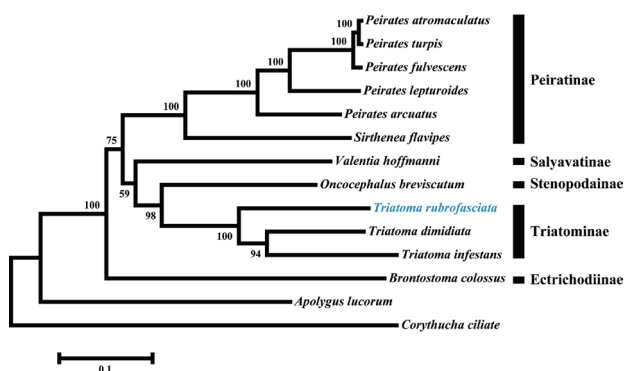 100
Peirates atromaculatus
100
Peirates turpis
100
Peirates fulvescens
100
Peirates lepturoides
Peiratinae
100
Peirates arcuatus
Sirthenea flavipes
75
Valentia hoffmanni
Salyavatinae
59
Oncocephalus breviscutum
Stenopodainae
98
100
Triatoma rubrofasciata
100
Triatoma dimidiata
Triatominae
94
Triatoma infestans
Brontostoma colossus
Ectrichodiinae
Apolygus lucorum
Corythucha ciliate
0.1